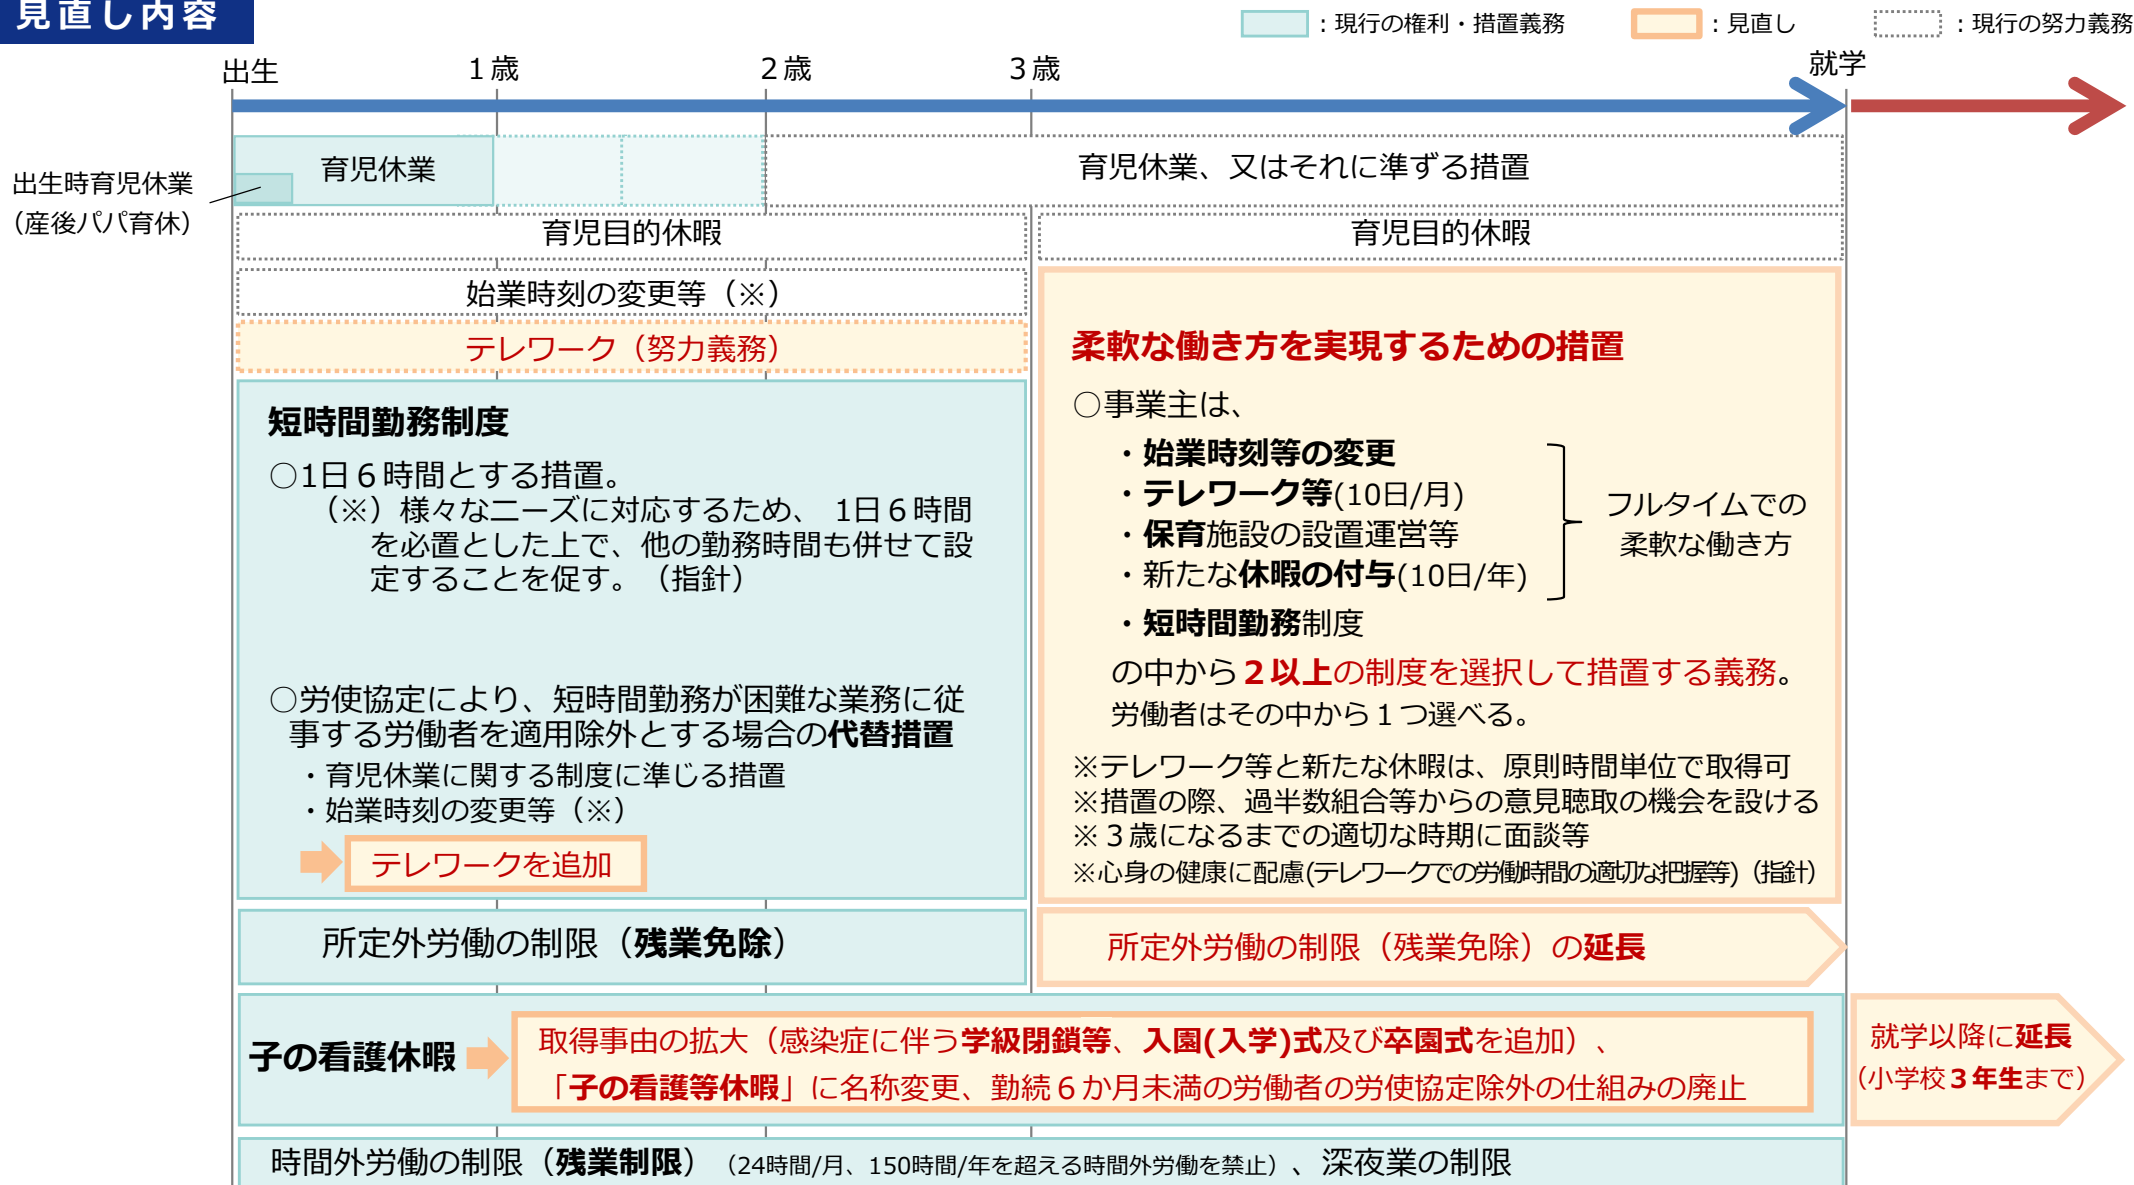 見直し内容
：現行の権利・措置義務　：見直し　：現行の努力義務
出生　１歳　２歳　３歳　就学
出生時育児休業
（産後パパ育休）
育児休業
育児休業、又はそれに準ずる措置
育児目的休暇
育児目的休暇
始業時刻の変更等（※）
テレワーク（努力義務）
短時間勤務制度
○1日６時間とする措置。
（※）様々なニーズに対応するため、 1日６時間
を必置とした上で、他の勤務時間も併せて設
定することを促す。（指針）
○労使協定により、短時間勤務が困難な業務に従
事する労働者を適用除外とする場合の代替措置
・育児休業に関する制度に準じる措置
・始業時刻の変更等（※）
テレワークを追加
柔軟な働き方を実現するための措置
○事業主は、
・始業時刻等の変更
・テレワーク等(10日/月)
・保育施設の設置運営等
・新たな休暇の付与(10日/年)
フルタイムでの
柔軟な働き方
・短時間勤務制度
の中から２以上の制度を選択して措置する義務。
労働者はその中から１つ選べる。
※テレワーク等と新たな休暇は、原則時間単位で取得可
※措置の際、過半数組合等からの意見聴取の機会を設ける
※３歳になるまでの適切な時期に面談等
※心身の健康に配慮(テレワークでの労働時間の適切な把握等)（指針）
所定外労働の制限（残業免除）
所定外労働の制限（残業免除）の延長
子の看護休暇
取得事由の拡大（感染症に伴う学級閉鎖等、入園(入学)式及び卒園式を追加）、
「子の看護等休暇」に名称変更、勤続６か月未満の労働者の労使協定除外の仕組みの廃止
就学以降に延長
（小学校３年生まで）
時間外労働の制限（残業制限）（24時間/月、150時間/年を超える時間外労働を禁止）、深夜業の制限